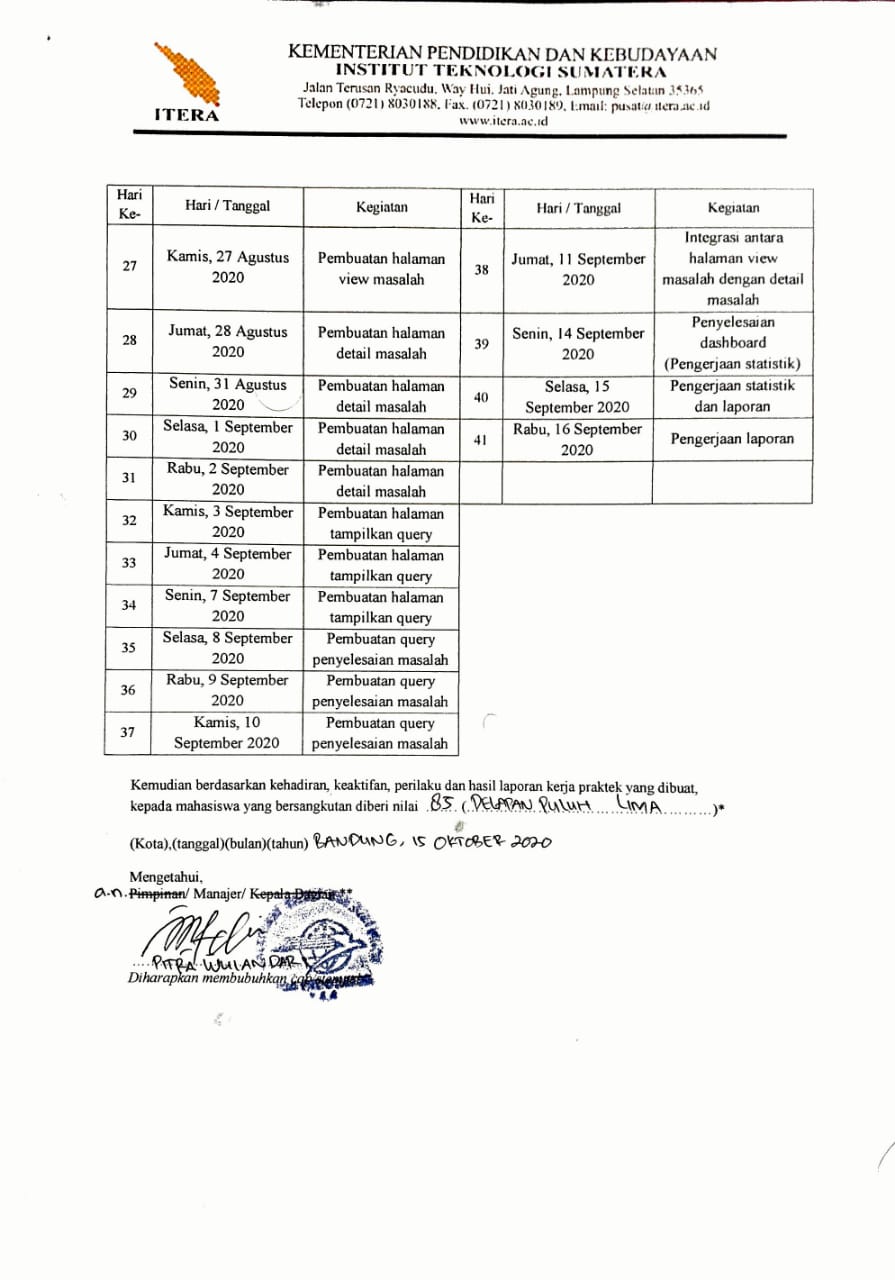 ITERA
KEMENTERIAN PENDIDIKAN DAN KEBUDAYAAN
INSTITUT TEKNOLOGI SUMATERA
Jalan Terusan Ryacudu, Way Hui, Jati Agung, Lampung Selatan 35365
Telepon (0721) 8030188, Fax. (0721) 8030189, Email: pusat@itera.ac.id
www.itera.ac.id
Hari
Ke-
Hari / Tanggal
Kegiatan
27
Kamis, 27 Agustus
2020
Pembuatan halaman
view masalah
28
Jumat, 28 Agustus
2020
Pembuatan halaman
detail masalah
29
Senin, 31 Agustus
2020
Pembuatan halaman
detail masalah
30
Selasa, 1 September
2020
Pembuatan halaman
detail masalah
31
Rabu, 2 September
2020
Pembuatan halaman
detail masalah
32
Kamis, 3 September
2020
Pembuatan halaman
tampilkan query
33
Jumat, 4 September
2020
Pembuatan halaman
tampilkan query
34
Senin, 7 September
2020
Pembuatan halaman
tampilkan query
35
Selasa, 8 September
2020
Pembuatan query
penyelesaian masalah
36
Rabu, 9 September
2020
Pembuatan query
penyelesaian masalah
37
Kamis, 10
September 2020
Pembuatan query
penyelesaian masalah
Hari
Ke-
Hari / Tanggal
Kegiatan
38
Jumat, 11 September
2020
Integrasi antara
halaman view
masalah dengan detail
masalah
39
Senin, 14 September
2020
Penyelesaian
dashboard
(Pengerjaan statistik)
40
Selasa, 15
September 2020
Pengerjaan statistik
dan laporan
41
Rabu, 16 September
2020
Pengerjaan laporan
Kemudian berdasarkan kehadiran, keaktifan, perilaku dan hasil laporan kerja praktek yang dibuat,
kepada mahasiswa yang bersangkutan diberi nilai .85. (.DELAPAN PULUH LIMA..........)*
(Kota),(tanggal)(bulan)(tahun) BANDUNG, 15 OKTOBER 2020
Mengetahui,
a.n. Pimpinan/ Manajer/ Kepala **
PITRA WULANDARI
Diharapkan membubuhkan